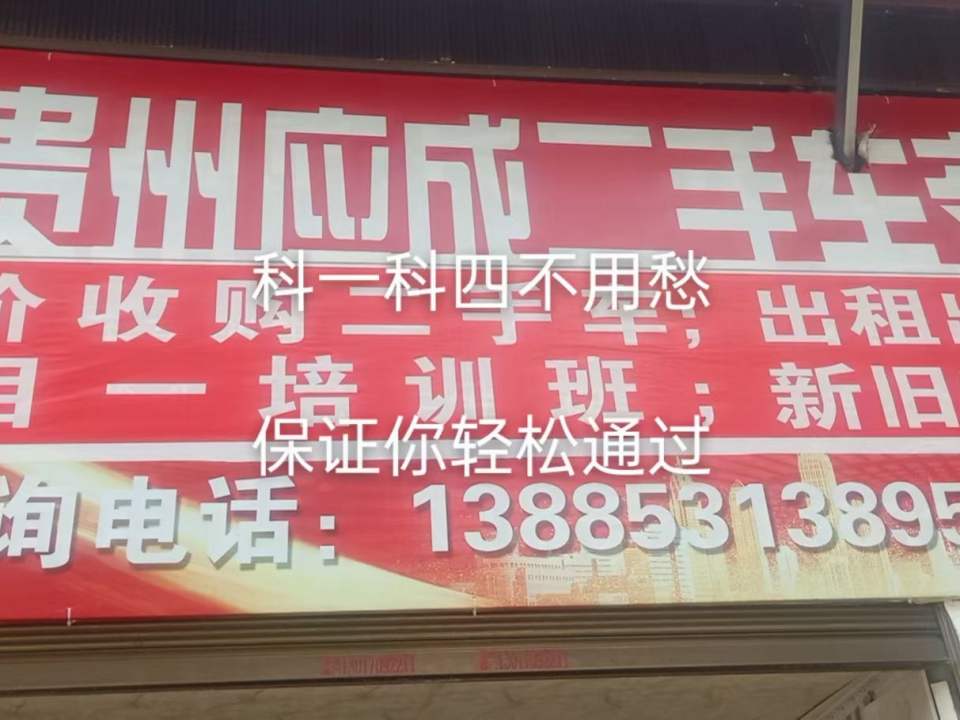 贵州应成二手车
科一科四不用愁
价收购二手车；出租
目一培训班；新旧
保证你轻松通过
询电话：13885313895